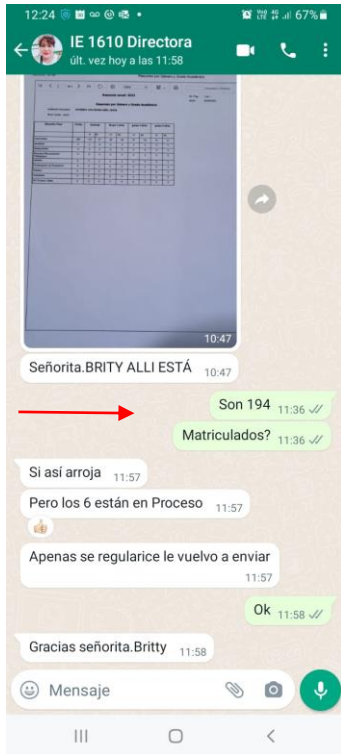 12:24
67%
IE 1610 Directora
últ. vez hoy a las 11:58
10:47
Señorita.BRITY ALLI ESTÁ 10:47
Son 194 11:36
Matriculados? 11:36
Si así arroja 11:57
Pero los 6 están en Proceso 11:57
Apenas se regularice le vuelvo a enviar
11:57
Ok 11:58
Gracias señorita.Britty 11:58
Mensaje